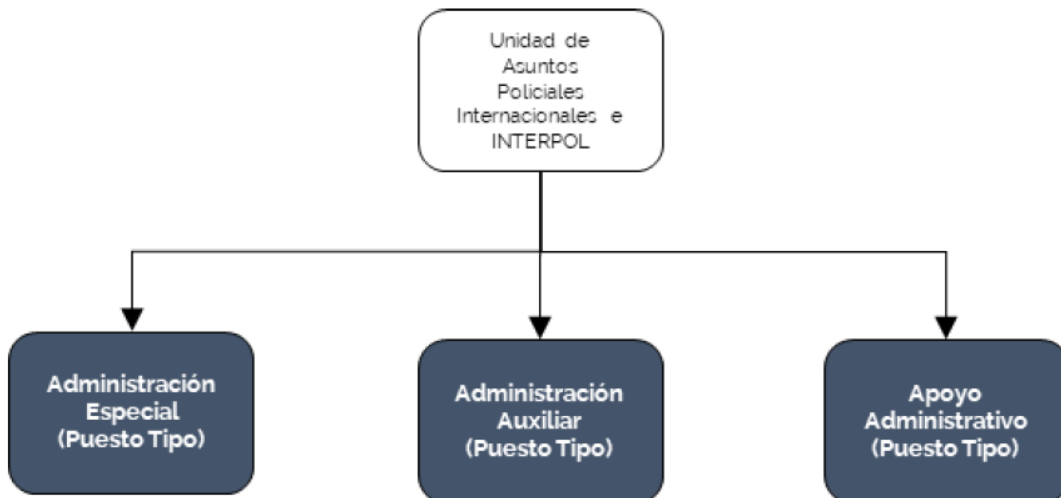 Unidad de
Asuntos
Policiales
Internacionales e
INTERPOL
Administración
Especial
(Puesto Tipo)
Administración
Auxiliar
(Puesto Tipo)
Apoyo
Administrativo
(Puesto Tipo)